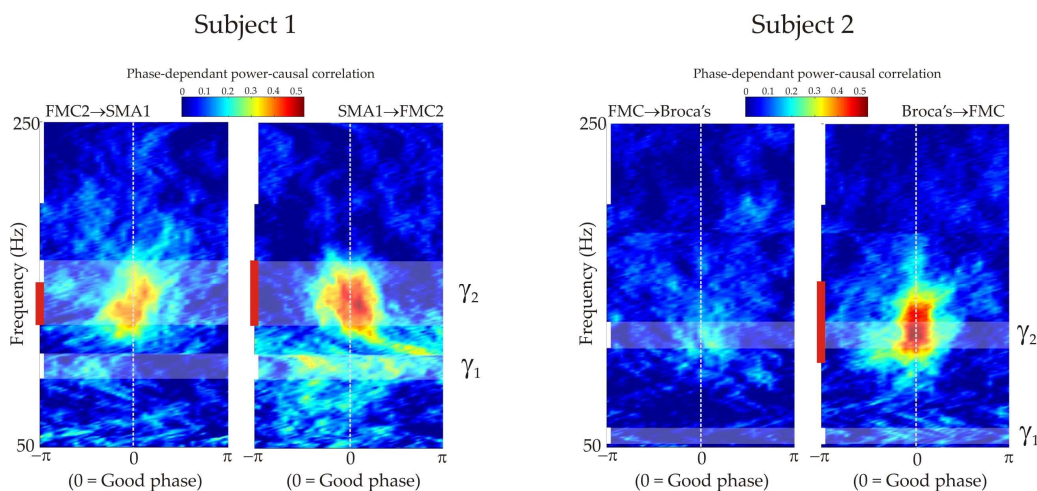 Subject 1
Phase-dependant power-causal correlation
0 0.1 0.2 0.3 0.4 0.5
FMC2→SMA1
SMA1→FMC2
250
Frequency (Hz)
γ2
γ1
50
−π 0 π
−π 0 π
(0 = Good phase)
(0 = Good phase)
Subject 2
Phase-dependant power-causal correlation
0 0.1 0.2 0.3 0.4 0.5
FMC→Broca's
Broca's→FMC
250
Frequency (Hz)
γ2
γ1
50
−π 0 π
−π 0 π
(0 = Good phase)
(0 = Good phase)